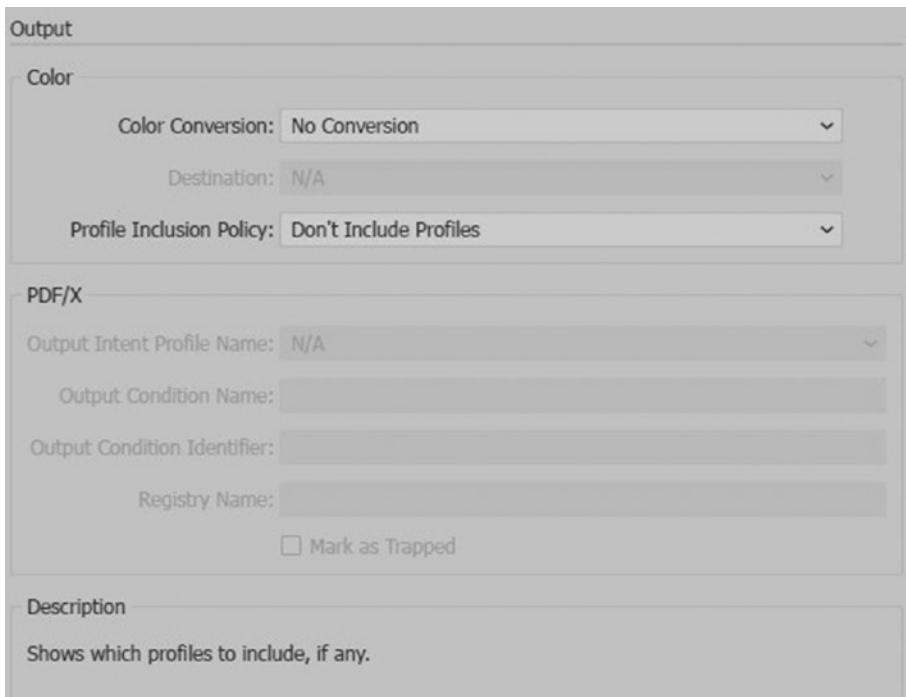 Output
Color
Color Conversion: No Conversion
Destination: N/A
Profile Inclusion Policy: Don't Include Profiles
PDF/X
Output Intent Profile Name: N/A
Output Condition Name:
Output Condition Identifier:
Registry Name:
Mark as Trapped
Description
Shows which profiles to include, if any.